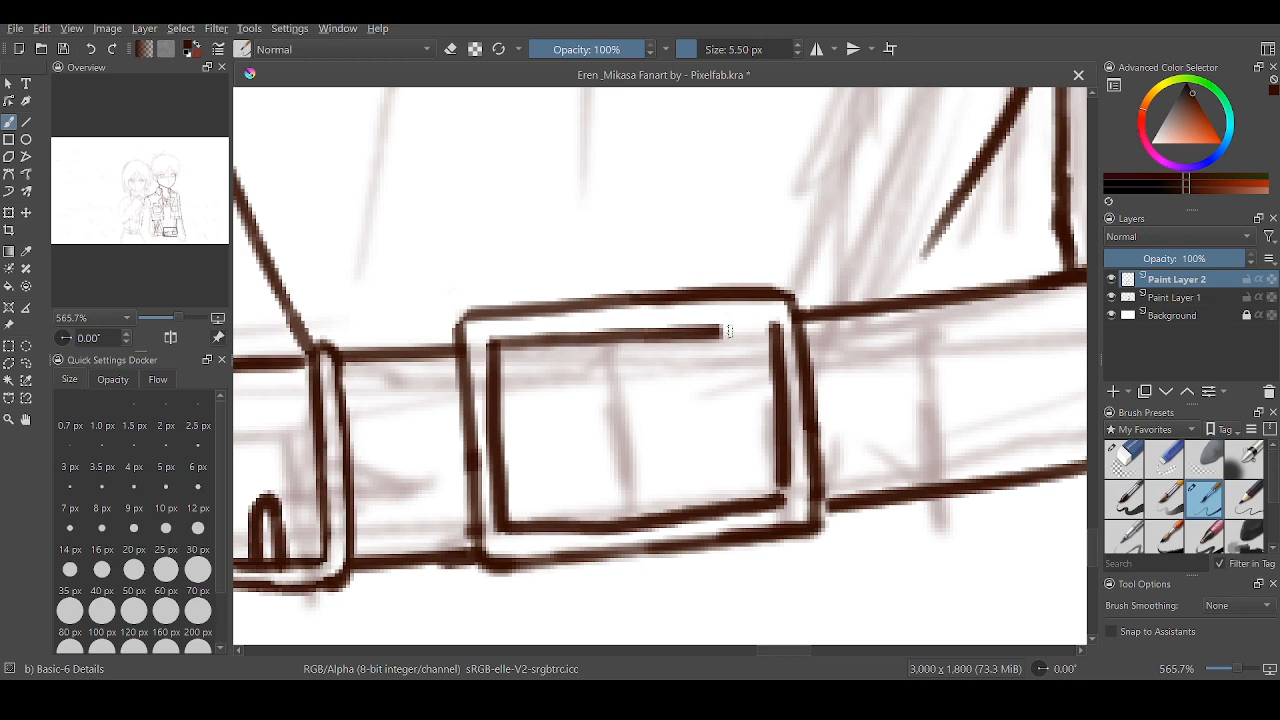 File Edit View Image Layer Select Filter Tools Settings Window Help
Normal Opacity: 100% Size: 5.50 px
Overview
Eren _Mikasa Fanart by - Pixelfab.kra *
Advanced Color Selector
Layers
Normal
Opacity: 100%
Paint Layer 2
Paint Layer 1
Background
565.7%
0.00°
Quick Settings Docker
Size Opacity Flow
0.7 px 1.0 px 1.5 px 2 px 2.5 px
3 px 3.5 px 4 px 5 px 6 px
7 px 8 px 9 px 10 px 12 px
14 px 16 px 20 px 25 px 30 px
35 px 40 px 50 px 60 px 70 px
80 px 100 px 120 px 160 px 200 px
Brush Presets
My Favorites Tag
Search Filter in Tag
Tool Options
Brush Smoothing: None
Snap to Assistants
b) Basic-6 Details RGB/Alpha (8-bit integer/channel) sRGB-elle-V2-srgbtrc.icc 3,000 x 1,800 (73.3 MiB) 0.00° 565.7%